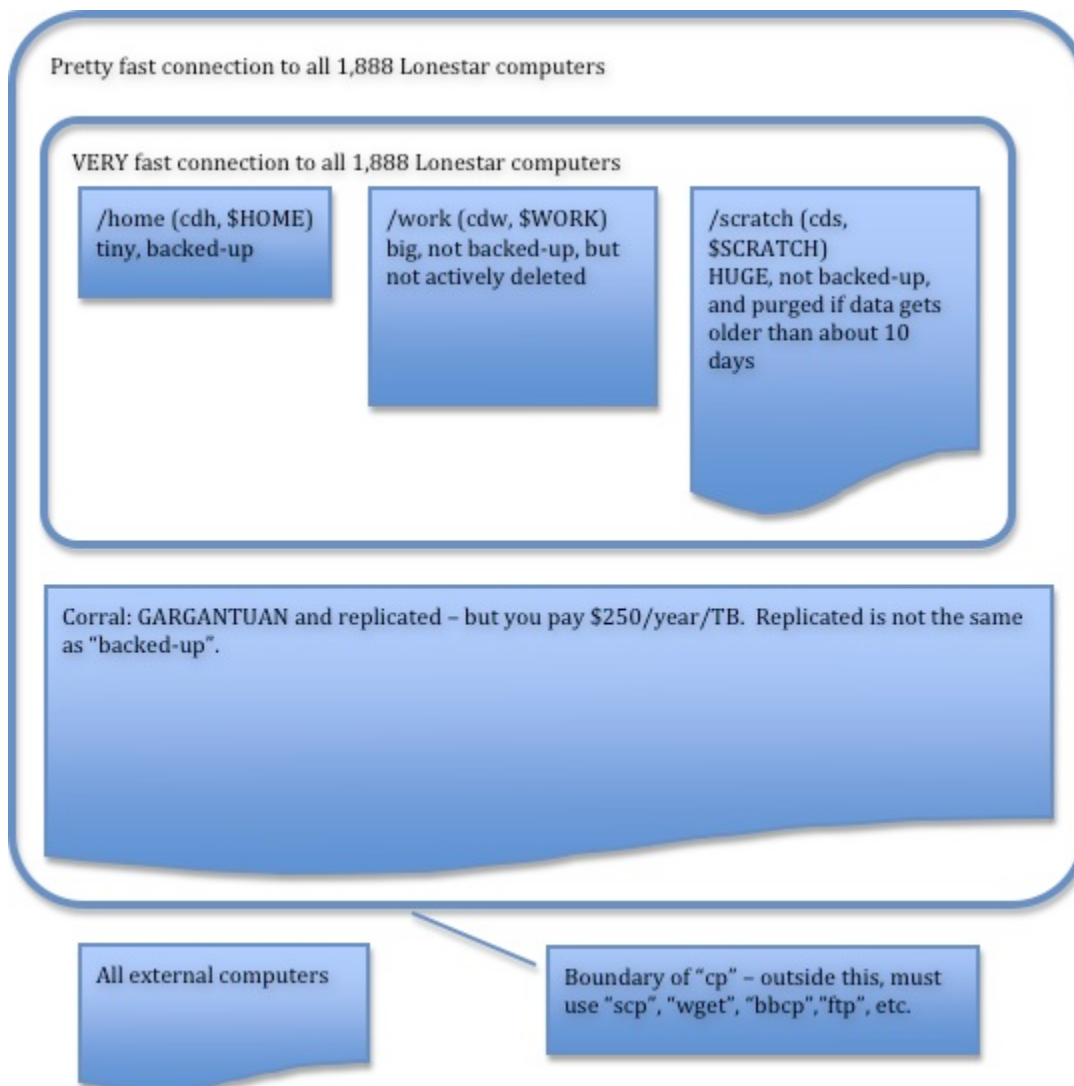 Pretty fast connection to all 1,888 Lonestar computers
VERY fast connection to all 1,888 Lonestar computers
/home (cdh, $HOME)
tiny, backed-up
/work (cdw, $WORK)
big, not backed-up, but
not actively deleted
/scratch (cds,
$SCRATCH)
HUGE, not backed-up,
and purged if data gets
older than about 10
days
Corral: GARGANTUAN and replicated – but you pay $250/year/TB.  Replicated is not the same
as “backed-up”.
All external computers
Boundary of “cp” – outside this, must
use “scp”, “wget”, “bbcp”,”ftp”, etc.